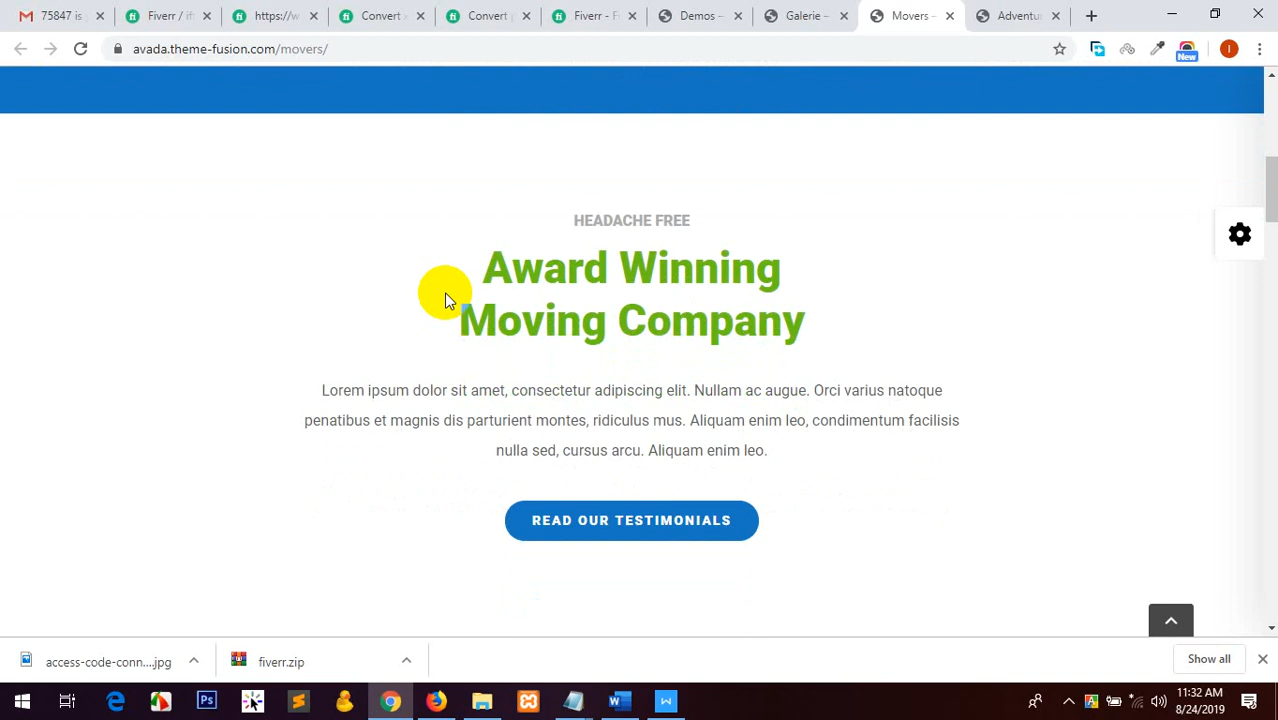 75847 is
Fiverr / if
https://w
Convert
Convert
Fiverr - F
Demos –
Galerie –
Movers –
Adventu
avada.theme-fusion.com/movers/
New
I
HEADACHE FREE
Award Winning
Moving Company
Lorem ipsum dolor sit amet, consectetur adipiscing elit. Nullam ac augue. Orci varius natoque
penatibus et magnis dis parturient montes, ridiculus mus. Aliquam enim leo, condimentum facilisis
nulla sed, cursus arcu. Aliquam enim leo.
READ OUR TESTIMONIALS
access-code-conn....jpg
fiverr.zip
Show all
Ps
W
W
A
11:32 AM
8/24/2019